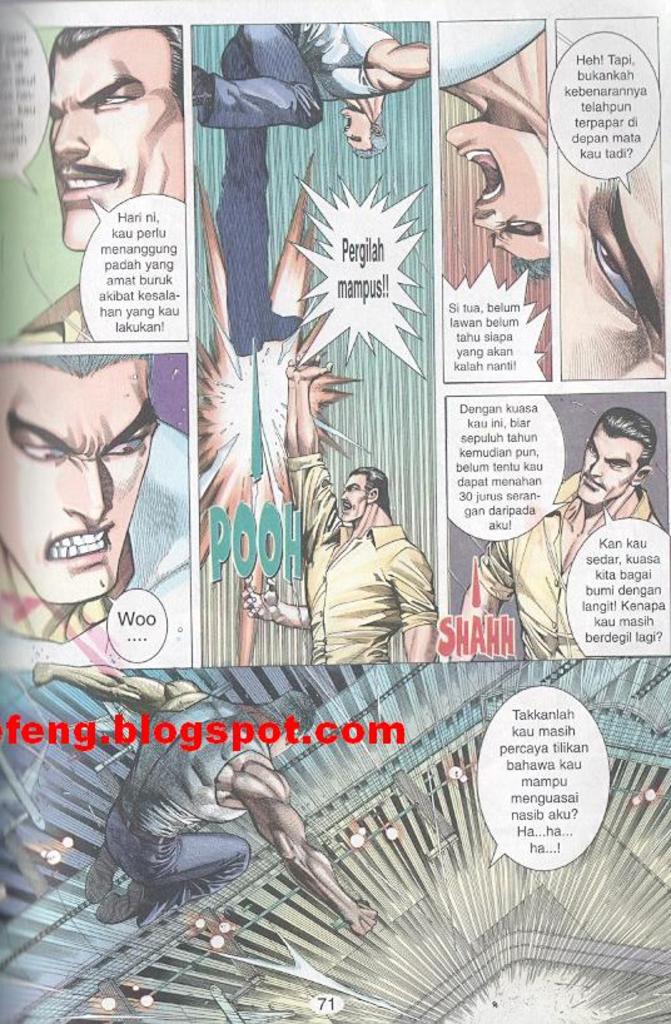 Hari ni,
kau perlu
menanggung
padah yang
amat buruk
akibat kesala-
han yang kau
lakukan!
Pergilah
mampus!!
POOH
Si tua, belum
lawan belum
tahu siapa
yang akan
kalah nanti!
Heh! Tapi,
bukankah
kebenarannya
telahpun
terpapar di
depan mata
kau tadi?
Woo
....
Dengan kuasa
kau ini, biar
sepuluh tahun
kemudian pun,
belum tentu kau
dapat menahan
30 jurus seran-
gan daripada
aku!
Kan kau
sedar, kuasa
kita bagai
bumi dengan
langit! Kenapa
kau masih
berdegil lagi?
SHAHH
feng.blogspot.com
Takkanlah
kau masih
percaya tilikan
bahawa kau
mampu
menguasai
nasib aku?
Ha...ha...
ha...!
71